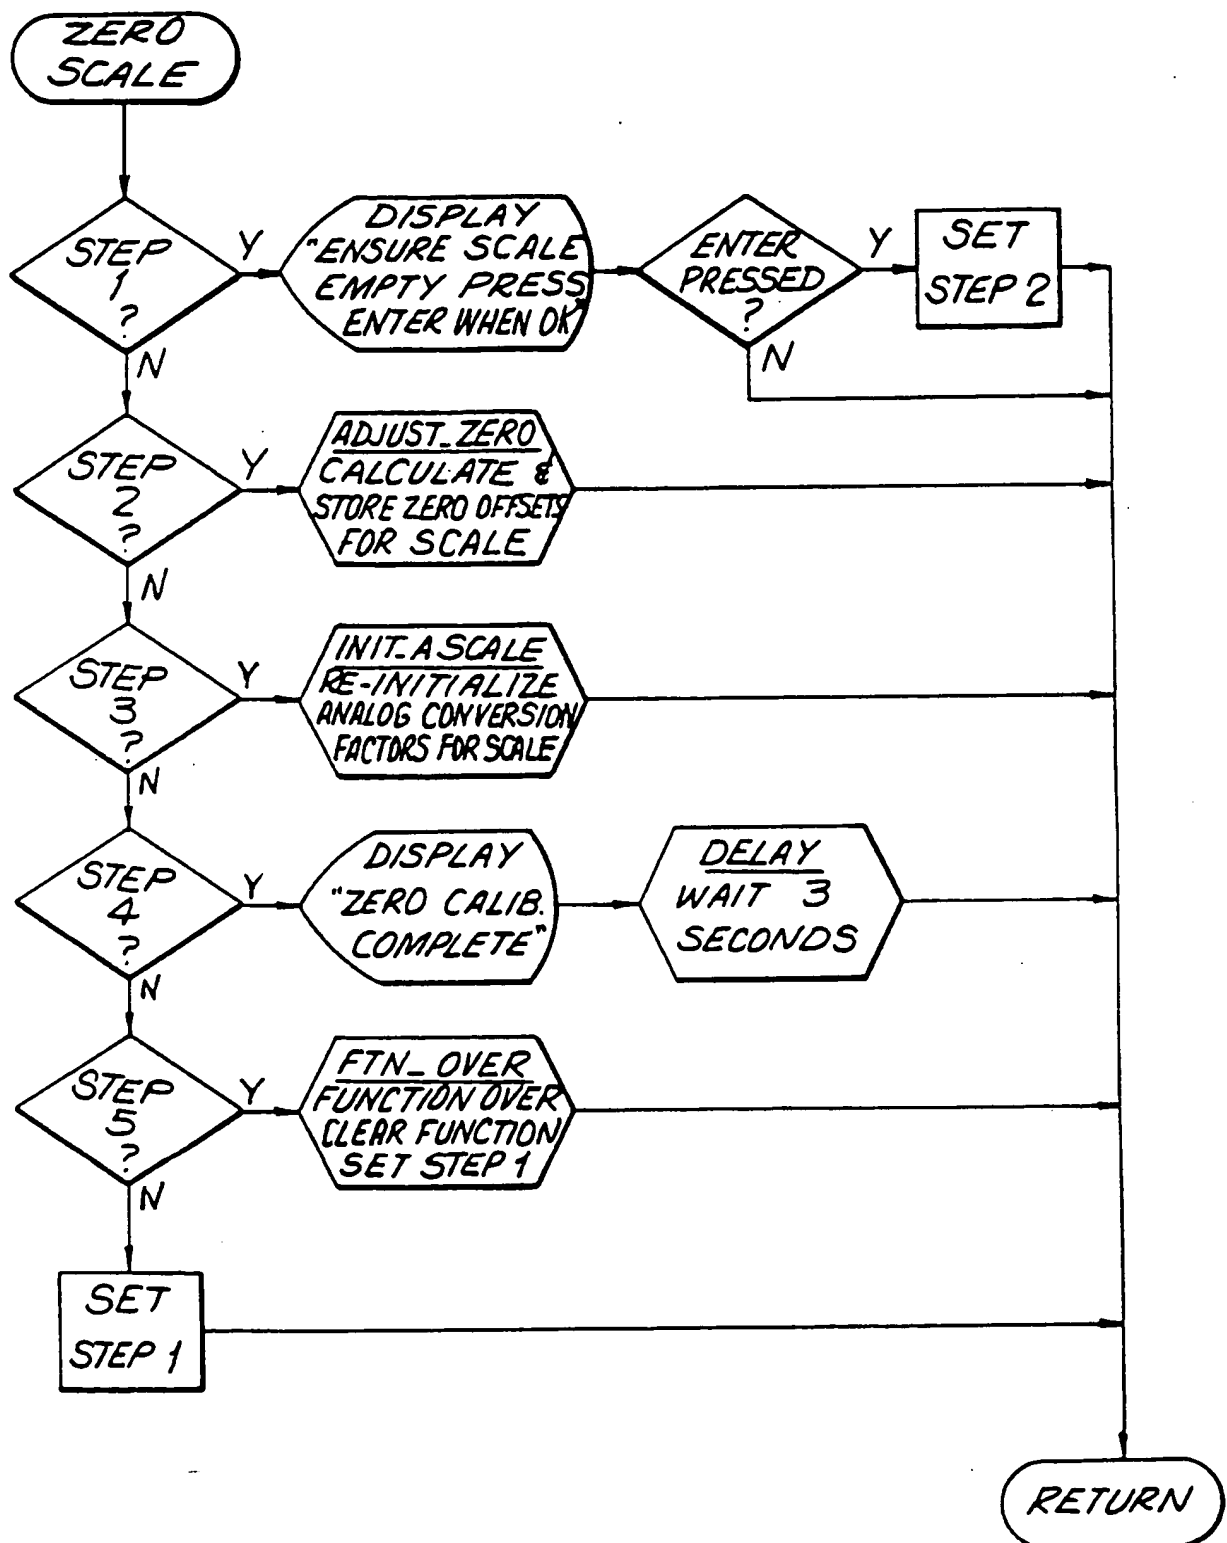 ZERO
SCALE
STEP
1
?
Y
N
DISPLAY
"ENSURE SCALE
EMPTY PRESS
ENTER WHEN OK"
ENTER
PRESSED
?
Y
N
SET
STEP 2
STEP
2
?
Y
N
ADJUST_ZERO
CALCULATE &
STORE ZERO OFFSETS
FOR SCALE
STEP
3
?
Y
N
INIT_ASCALE
RE-INITIALIZE
ANALOG CONVERSION
FACTORS FOR SCALE
STEP
4
?
Y
N
DISPLAY
"ZERO CALIB.
COMPLETE"
DELAY
WAIT 3
SECONDS
STEP
5
?
Y
N
FTN_OVER
FUNCTION OVER
CLEAR FUNCTION
SET STEP 1
SET
STEP 1
RETURN